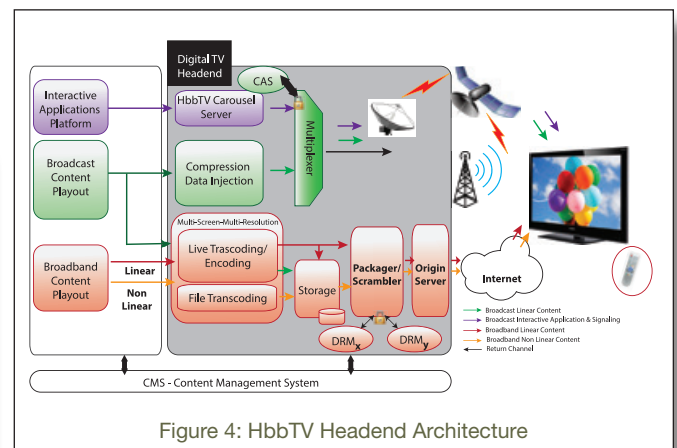 Digital TV
Headend
CAS
Interactive
Applications
Platform
HbbTV Carousel
Server
Multiplexer
Broadcast
Content
Playout
Compression
Data Injection
Multi-Screen-Multi-Resolution
Live Trascoding/
Encoding
Broadband
Content
Playout
Linear
Non
Linear
File Transcoding
Storage
Packager/
Scrambler
Origin
Server
Internet
DRMx
DRMy
Broadcast Linear Content
Broadcast Interactive Application & Signaling
Broadband Linear Content
Broadband Non Linear Content
Return Channel
CMS - Content Management System
Figure 4: HbbTV Headend Architecture